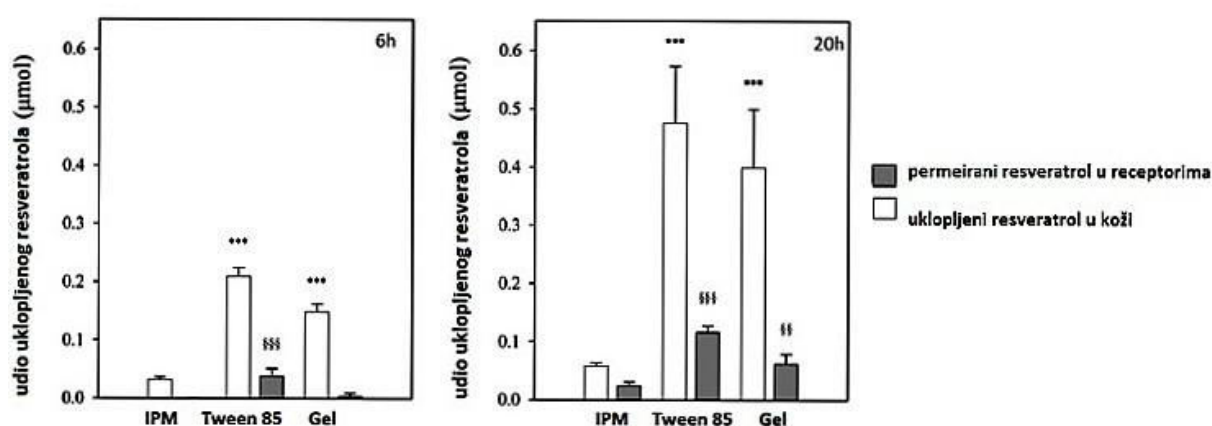 udio uklopljenog resveratrola (µmol)
0.6
0.5
0.4
0.3
0.2
0.1
0.0
6h
***
***
§§§
IPM Tween 85 Gel
udio uklopljenog resveratrola (µmol)
0.6
0.5
0.4
0.3
0.2
0.1
0.0
20h
***
***
§§§
§§
IPM Tween 85 Gel
permeirani resveratrol u receptorima
uklopljeni resveratrol u koži